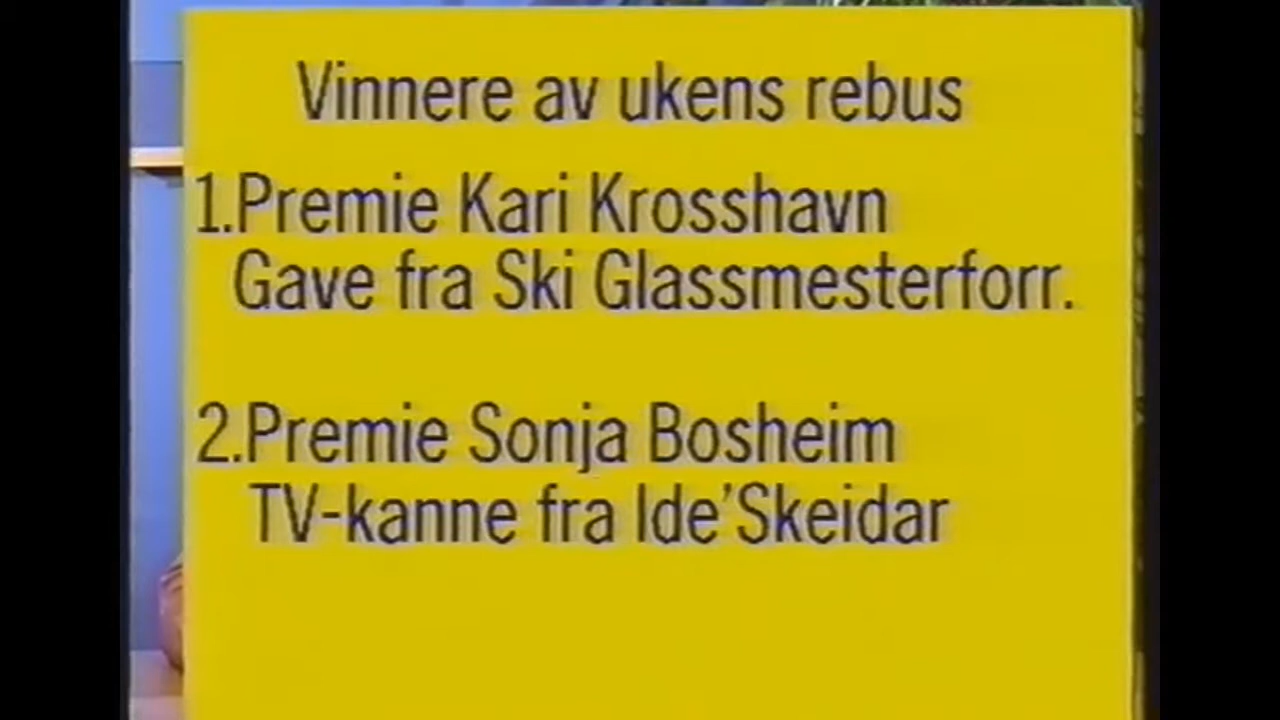 Vinnere av ukens rebus
1.Premie Kari Krosshavn
Gave fra Ski Glassmesterforr.
2.Premie Sonja Bosheim
TV-kanne fra Ide'Skeidar